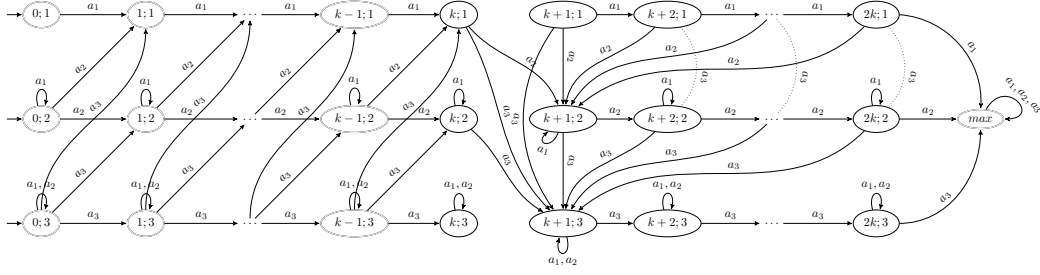 a₁ a₁ a₁ a₁ a₁ a₁ a₁
0;1 1;1 ··· k−1;1 k;1 k+1;1 k+2;1 ··· 2k;1
a₂ a₂ a₂ a₂ a₂ a₂ a₂ a₂ a₂ a₁
a₃ a₃
a₁ a₁ a₁ a₁ a₁ a₁ a₁, a₂, a₃
a₂ a₃ a₂ a₃ a₂ a₃ a₂ a₃ a₂ a₂ a₂
0;2 1;2 ··· k−1;2 k;2 k+1;2 k+2;2 ··· 2k;2 max
a₃ a₃ a₁
a₃ a₃ a₃ a₃ a₃ a₃ a₃
a₁, a₂ a₁, a₂ a₁, a₂ a₁, a₂ a₁, a₂ a₁, a₂
a₃ a₃ a₃ a₃ a₃ a₃ a₃ a₃
0;3 1;3 ··· k−1;3 k;3 k+1;3 k+2;3 ··· 2k;3
a₁, a₂